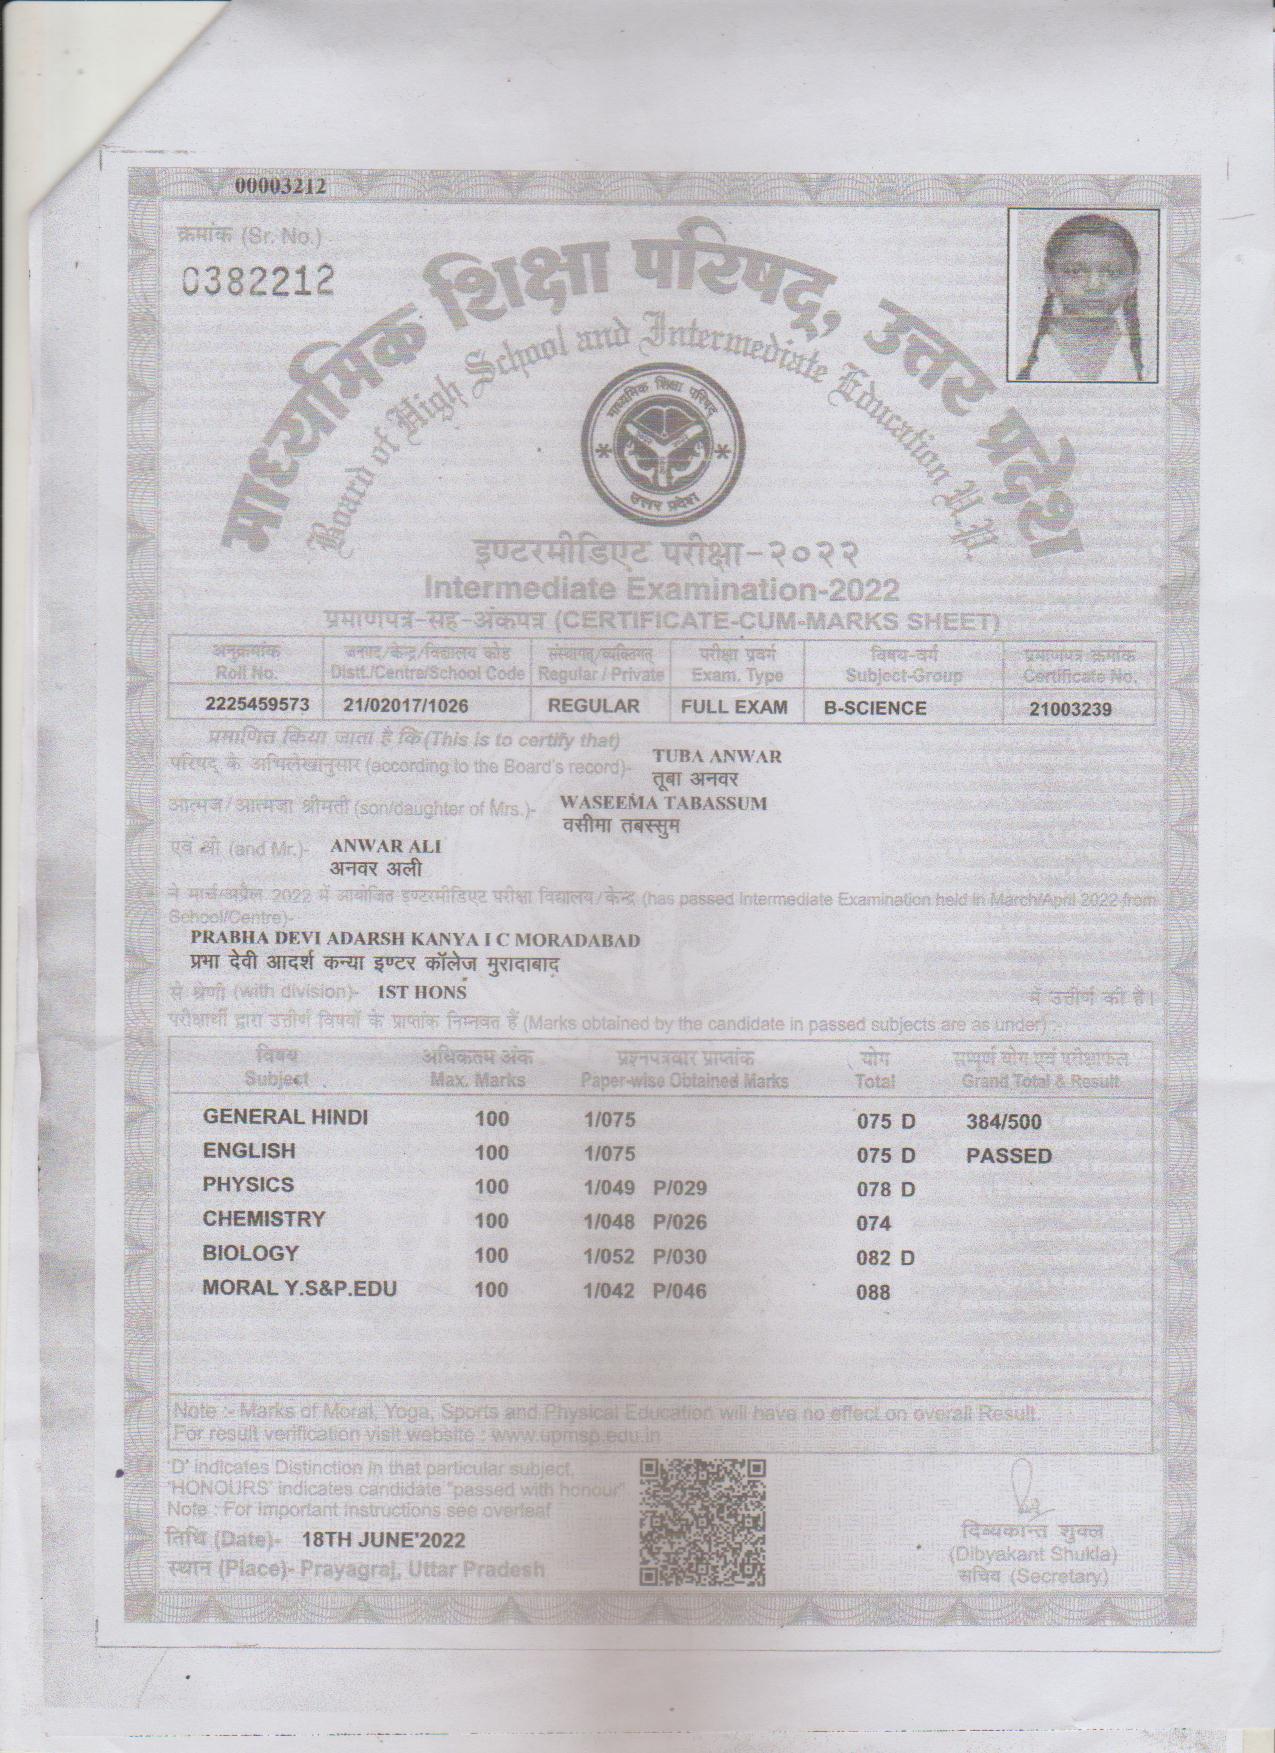 00003212
क्रमांक (Sr. No.)
0382212
माध्यमिक शिक्षा परिषद्, उत्तर प्रदेश
Board of High School and Intermediate Education U.P.
माध्यमिक शिक्षा परिषद
उत्तर प्रदेश
इण्टरमीडिएट परीक्षा-२०२२
Intermediate Examination-2022
प्रमाणपत्र-सह-अंकपत्र (CERTIFICATE-CUM-MARKS SHEET)
अनुक्रमांक जनपद/केन्द्र/विद्यालय कोड संस्थागत/व्यक्तिगत परीक्षा प्रवर्ग विषय-वर्ग प्रमाणपत्र क्रमांक
Roll No. Distt./Centre/School Code Regular / Private Exam. Type Subject-Group Certificate No.
2225459573 21/02017/1026 REGULAR FULL EXAM B-SCIENCE 21003239
प्रमाणित किया जाता है कि (This is to certify that)
TUBA ANWAR
परिषद् के अभिलेखानुसार (according to the Board's record)-
तूबा अनवर
आत्मज/आत्मजा श्रीमती (son/daughter of Mrs.)- WASEEMA TABASSUM
वसीमा तबस्सुम
एवं श्री (and Mr.)- ANWAR ALI
अनवर अली
ने मार्च/अप्रैल 2022 में आयोजित इण्टरमीडिएट परीक्षा विद्यालय/केन्द्र (has passed Intermediate Examination held in March/April 2022 from
School/Centre)-
PRABHA DEVI ADARSH KANYA I C MORADABAD
प्रभा देवी आदर्श कन्या इण्टर कॉलेज मुरादाबाद
से श्रेणी (with division)- 1ST HONS में उत्तीर्ण की है।
परीक्षार्थी द्वारा उत्तीर्ण विषयों के प्राप्तांक निम्नवत हैं (Marks obtained by the candidate in passed subjects are as under) :-
विषय अधिकतम अंक प्रश्नपत्रवार प्राप्तांक योग सम्पूर्ण योग एवं परीक्षाफल
Subject Max. Marks Paper-wise Obtained Marks Total Grand Total & Result
GENERAL HINDI 100 1/075 075 D 384/500
ENGLISH 100 1/075 075 D PASSED
PHYSICS 100 1/049 P/029 078 D
CHEMISTRY 100 1/048 P/026 074
BIOLOGY 100 1/052 P/030 082 D
MORAL Y.S&P.EDU 100 1/042 P/046 088
Note :- Marks of Moral, Yoga, Sports and Physical Education will have no effect on overall Result.
For result verification visit website : www.upmsp.edu.in
'D' indicates Distinction in that particular subject,
'HONOURS' indicates candidate "passed with honour"
Note : For important instructions see overleaf
तिथि (Date)- 18TH JUNE'2022
स्थान (Place)- Prayagraj, Uttar Pradesh
दिव्यकान्त शुक्ल
(Dibyakant Shukla)
सचिव (Secretary)